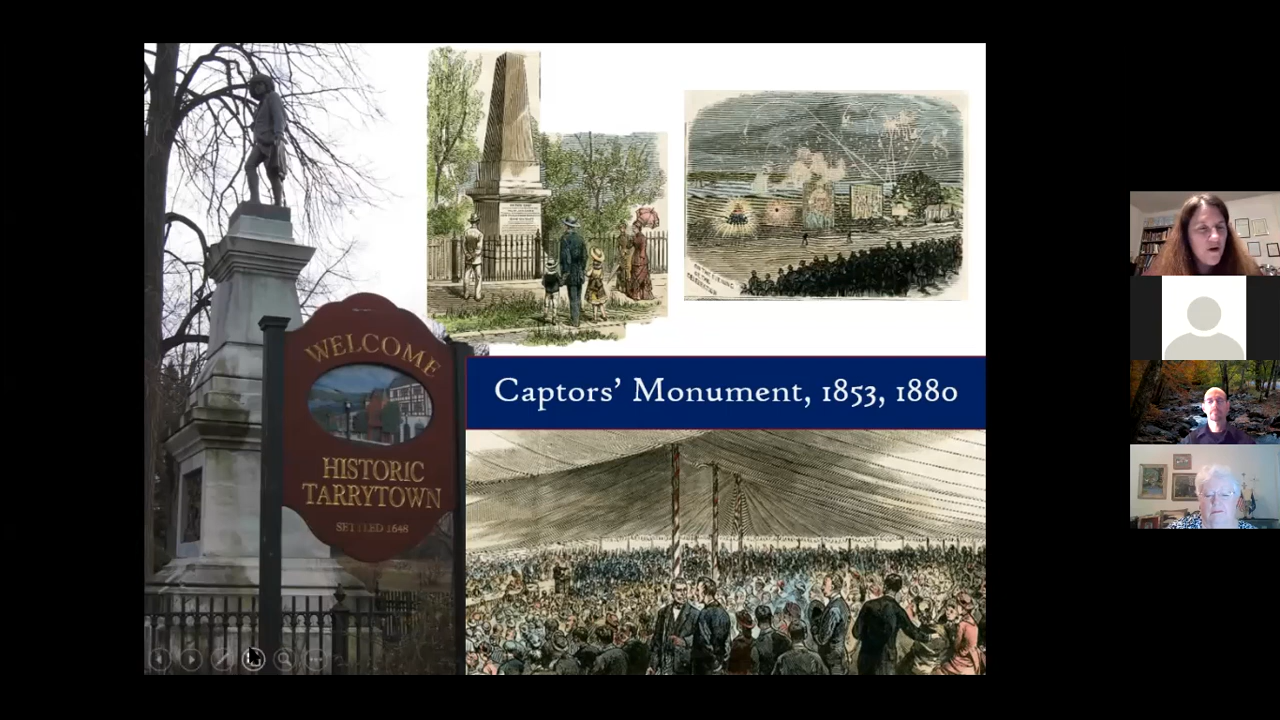 WELCOME
HISTORIC
TARRYTOWN
SETTLED 1648
Captors’ Monument, 1853, 1880